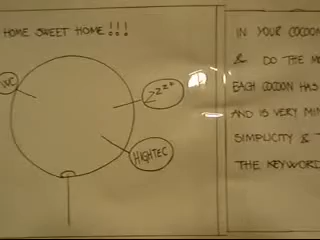 HOME SWEET HOME!!!
WC
ZZZZ
HIGHTEC
IN YOUR COCOON
& DO THE
EACH COCOON HAS
AND IS VERY
SIMPLICITY &
THE KEYWORD